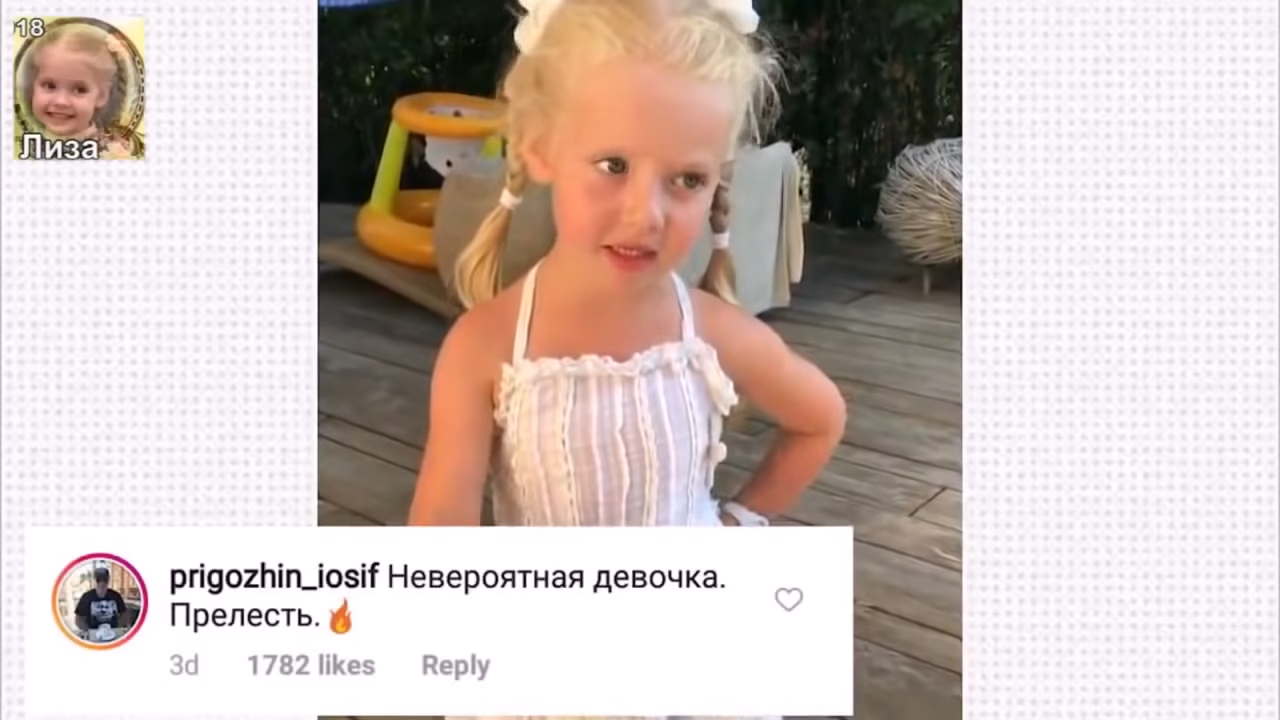 18
Лиза
prigozhin_iosif Невероятная девочка.
Прелесть.🔥
3d 1782 likes Reply